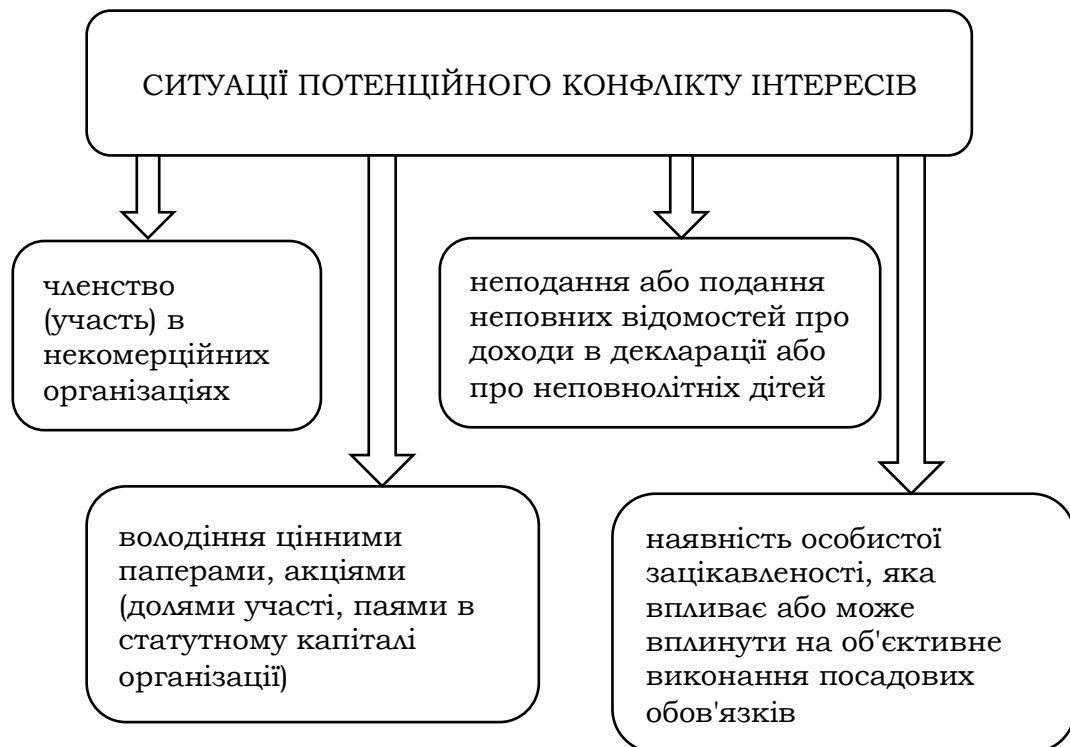 СИТУАЦІЇ ПОТЕНЦІЙНОГО КОНФЛІКТУ ІНТЕРЕСІВ
членство
(участь) в
некомерційних
організаціях
неподання або подання
неповних відомостей про
доходи в декларації або
про неповнолітніх дітей
володіння цінними
паперами, акціями
(долями участі, паями в
статутному капіталі
організації)
наявність особистої
зацікавленості, яка
впливає або може
вплинути на об'єктивне
виконання посадових
обов'язків